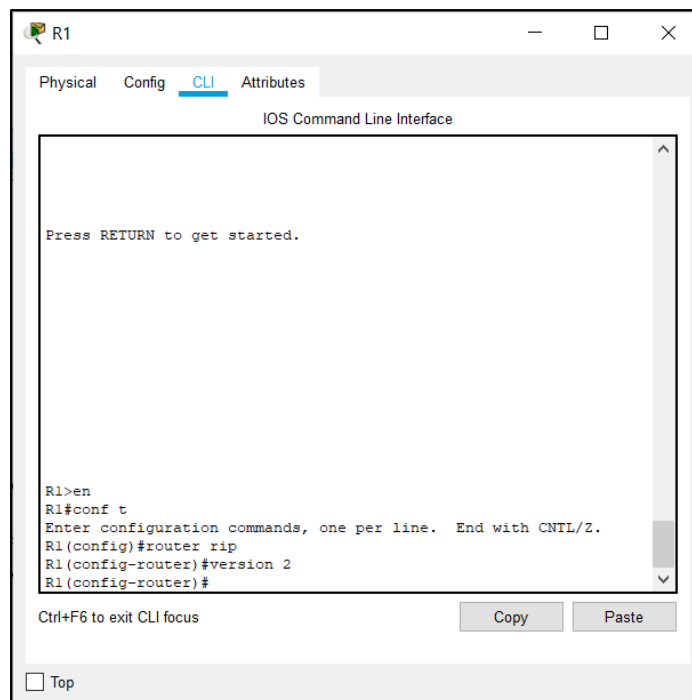 R1
Physical Config CLI Attributes
IOS Command Line Interface
Press RETURN to get started.
R1>en
R1#conf t
Enter configuration commands, one per line.  End with CNTL/Z.
R1(config)#router rip
R1(config-router)#version 2
R1(config-router)#
Ctrl+F6 to exit CLI focus
Copy Paste
Top